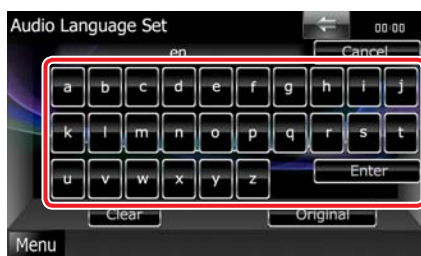 Audio Language Set 00:00
en Cancel
a b c d e f g h i j
k l m n o p q r s t
u v w x y z Enter
Clear Original
Menu